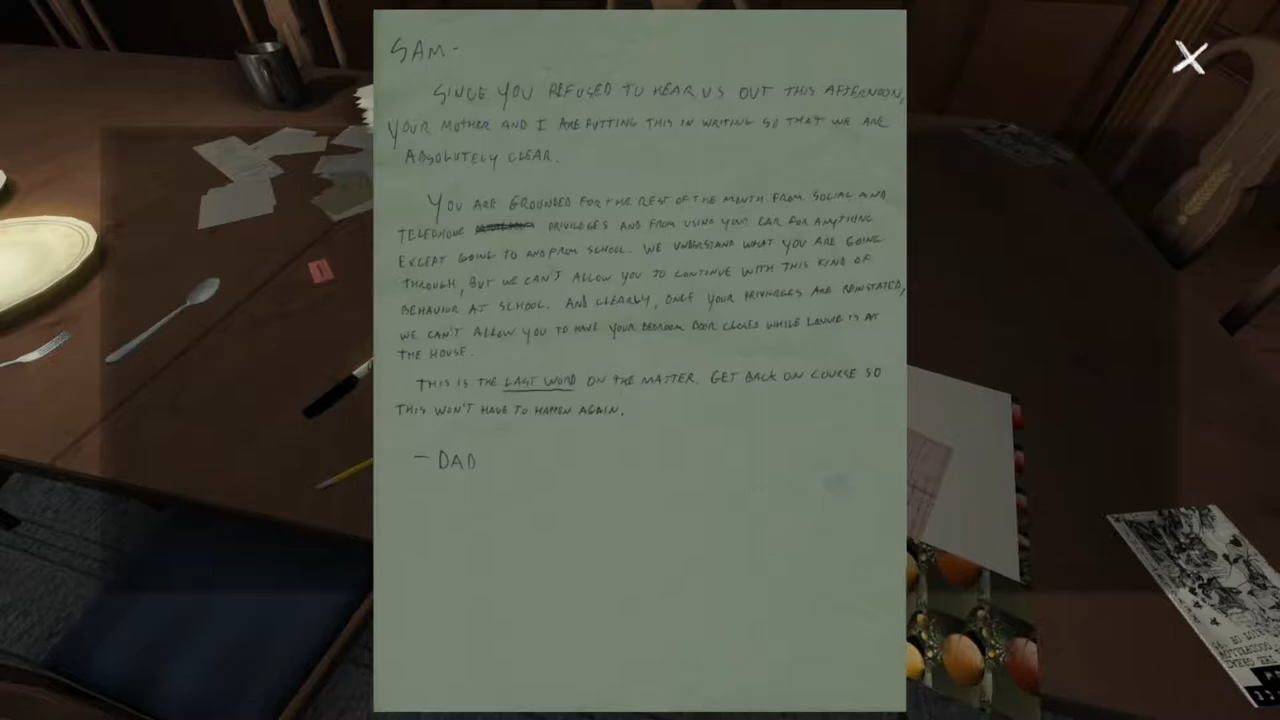 SAM-
SINCE YOU REFUSED TO HEAR US OUT THIS AFTERNOON,
YOUR MOTHER AND I ARE PUTTING THIS IN WRITING SO THAT WE ARE
ABSOLUTELY CLEAR.
YOU ARE GROUNDED FOR THE REST OF THE MONTH FROM SOCIAL AND
TELEPHONE PRIVILEGES AND FROM USING YOUR CAR FOR ANYTHING
EXCEPT GOING TO AND FROM SCHOOL. WE UNDERSTAND WHAT YOU ARE GOING
THROUGH, BUT WE CAN'T ALLOW YOU TO CONTINUE WITH THIS KIND OF
BEHAVIOR AT SCHOOL. AND CLEARLY, ONCE YOUR PRIVILEGES ARE REINSTATED,
WE CAN'T ALLOW YOU TO HAVE YOUR BEDROOM DOOR CLOSED WHILE LONNIE IS AT
THE HOUSE.
THIS IS THE LAST WORD ON THE MATTER. GET BACK ON COURSE SO
THIS WON'T HAVE TO HAPPEN AGAIN.
- DAD